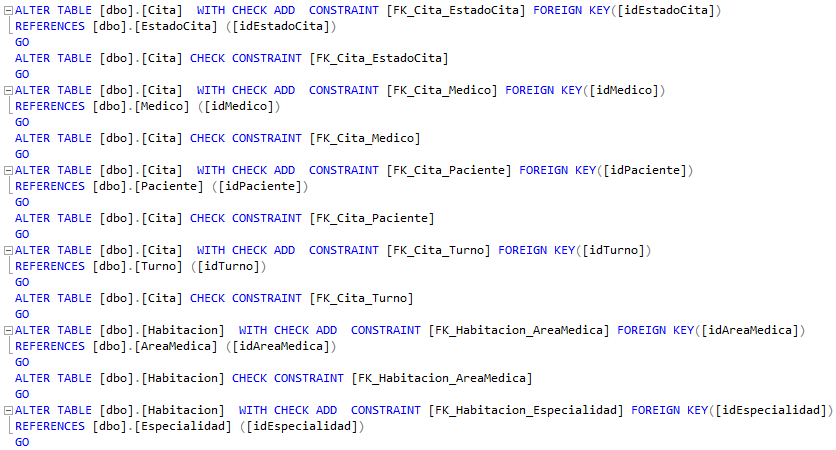 ALTER TABLE [dbo].[Cita]  WITH CHECK ADD  CONSTRAINT [FK_Cita_EstadoCita] FOREIGN KEY([idEstadoCita])
REFERENCES [dbo].[EstadoCita] ([idEstadoCita])
GO
ALTER TABLE [dbo].[Cita] CHECK CONSTRAINT [FK_Cita_EstadoCita]
GO
ALTER TABLE [dbo].[Cita]  WITH CHECK ADD  CONSTRAINT [FK_Cita_Medico] FOREIGN KEY([idMedico])
REFERENCES [dbo].[Medico] ([idMedico])
GO
ALTER TABLE [dbo].[Cita] CHECK CONSTRAINT [FK_Cita_Medico]
GO
ALTER TABLE [dbo].[Cita]  WITH CHECK ADD  CONSTRAINT [FK_Cita_Paciente] FOREIGN KEY([idPaciente])
REFERENCES [dbo].[Paciente] ([idPaciente])
GO
ALTER TABLE [dbo].[Cita] CHECK CONSTRAINT [FK_Cita_Paciente]
GO
ALTER TABLE [dbo].[Cita]  WITH CHECK ADD  CONSTRAINT [FK_Cita_Turno] FOREIGN KEY([idTurno])
REFERENCES [dbo].[Turno] ([idTurno])
GO
ALTER TABLE [dbo].[Cita] CHECK CONSTRAINT [FK_Cita_Turno]
GO
ALTER TABLE [dbo].[Habitacion]  WITH CHECK ADD  CONSTRAINT [FK_Habitacion_AreaMedica] FOREIGN KEY([idAreaMedica])
REFERENCES [dbo].[AreaMedica] ([idAreaMedica])
GO
ALTER TABLE [dbo].[Habitacion] CHECK CONSTRAINT [FK_Habitacion_AreaMedica]
GO
ALTER TABLE [dbo].[Habitacion]  WITH CHECK ADD  CONSTRAINT [FK_Habitacion_Especialidad] FOREIGN KEY([idEspecialidad])
REFERENCES [dbo].[Especialidad] ([idEspecialidad])
GO